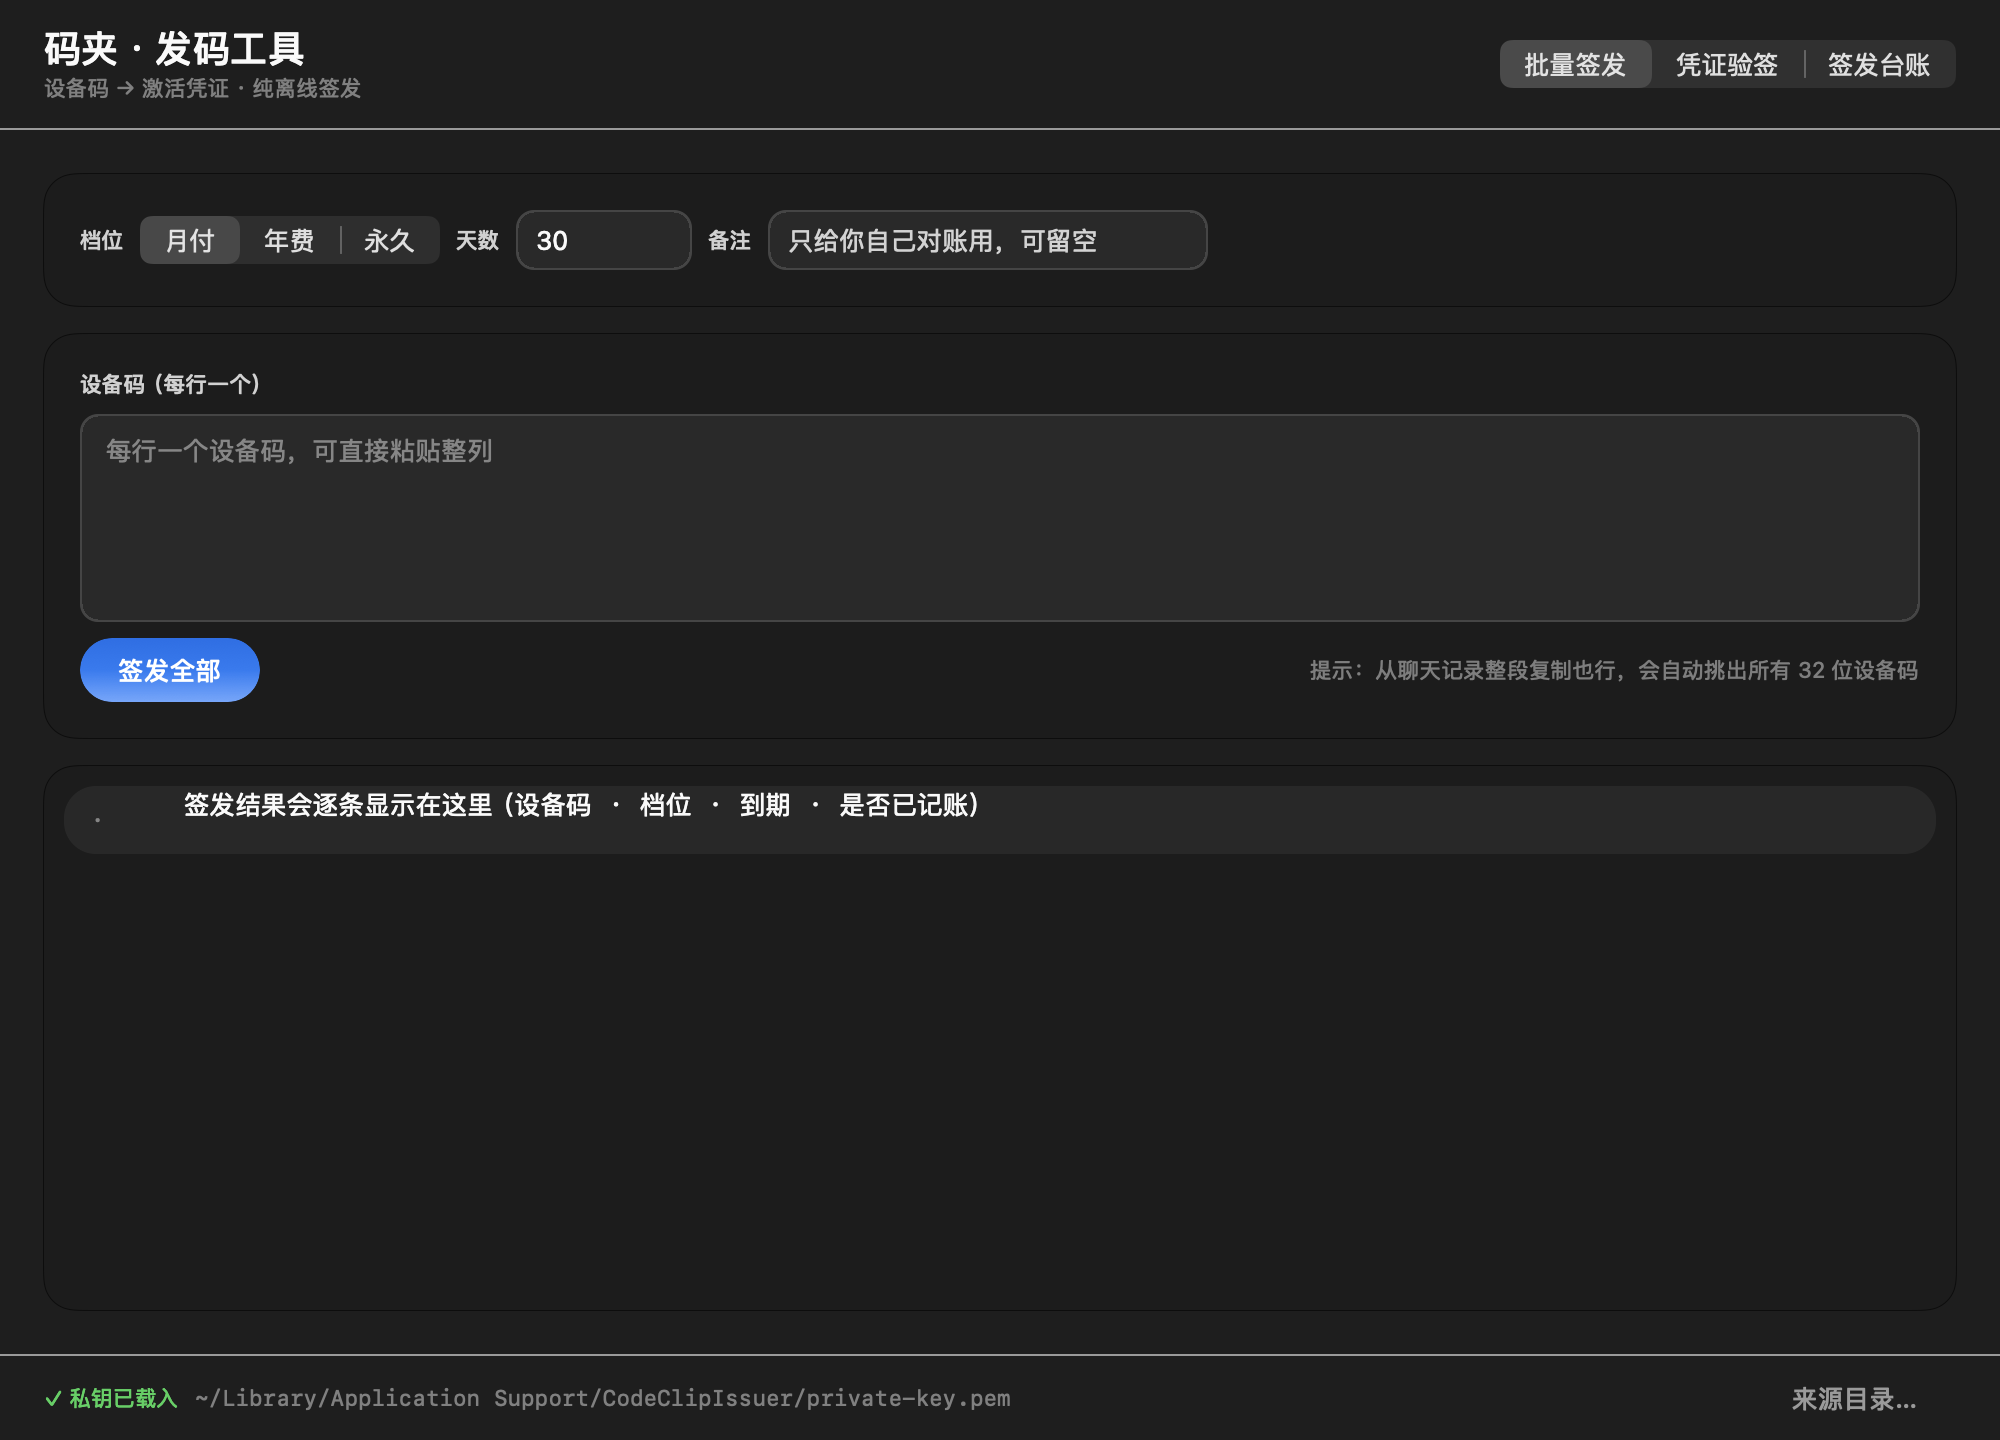 码夹 · 发码工具
设备码 → 激活凭证 · 纯离线签发
批量签发 凭证验签 签发台账
档位 月付 年费 永久 天数 30 备注 只给你自己对账用，可留空
设备码 (每行一个)
每行一个设备码，可直接粘贴整列
签发全部
提示：从聊天记录整段复制也行，会自动挑出所有 32 位设备码
· 签发结果会逐条显示在这里 (设备码 · 档位 · 到期 · 是否已记账)
✓ 私钥已载入 ~/Library/Application Support/CodeClipIssuer/private-key.pem
来源目录...